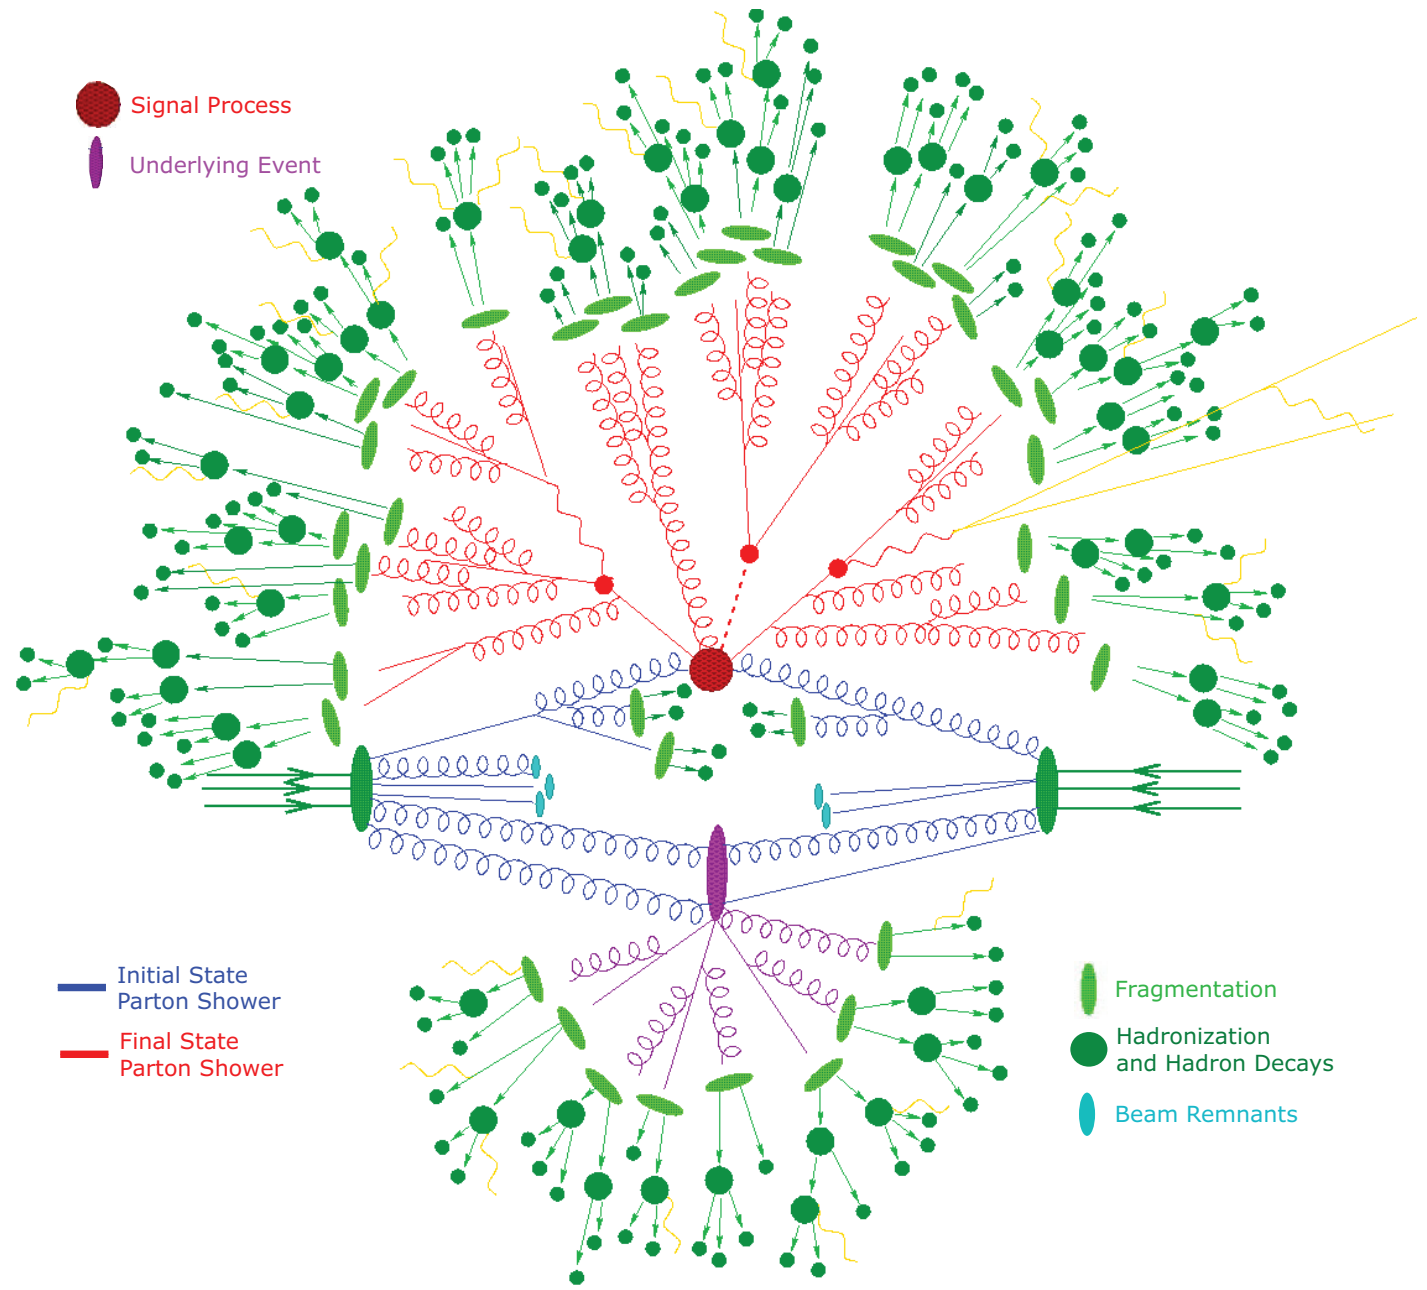 Signal Process
Underlying Event
Initial State
Parton Shower
Final State
Parton Shower
Fragmentation
Hadronization
and Hadron Decays
Beam Remnants